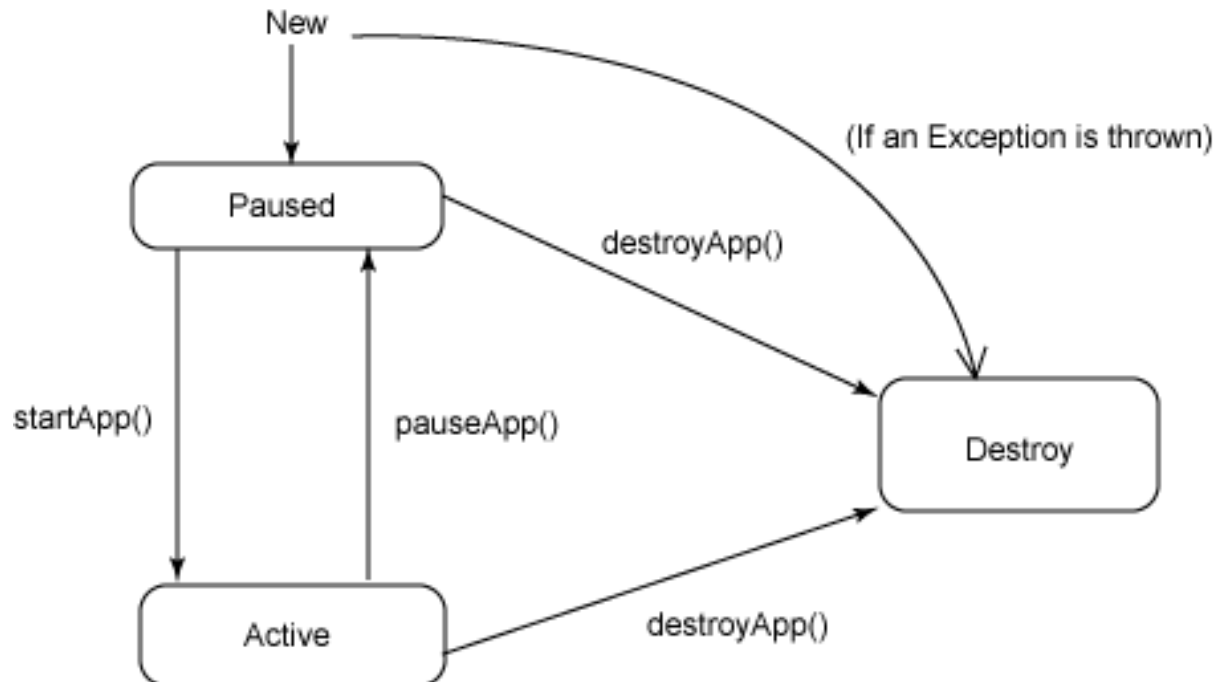 New
(If an Exception is thrown)
Paused
destroyApp()
startApp()
pauseApp()
Destroy
Active
destroyApp()